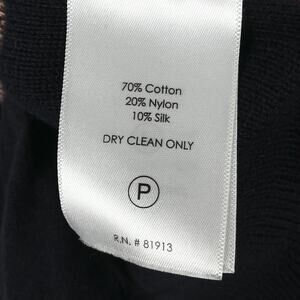 70% Cotton
20% Nylon
10% Silk
DRY CLEAN ONLY
P
R.N. # 81913